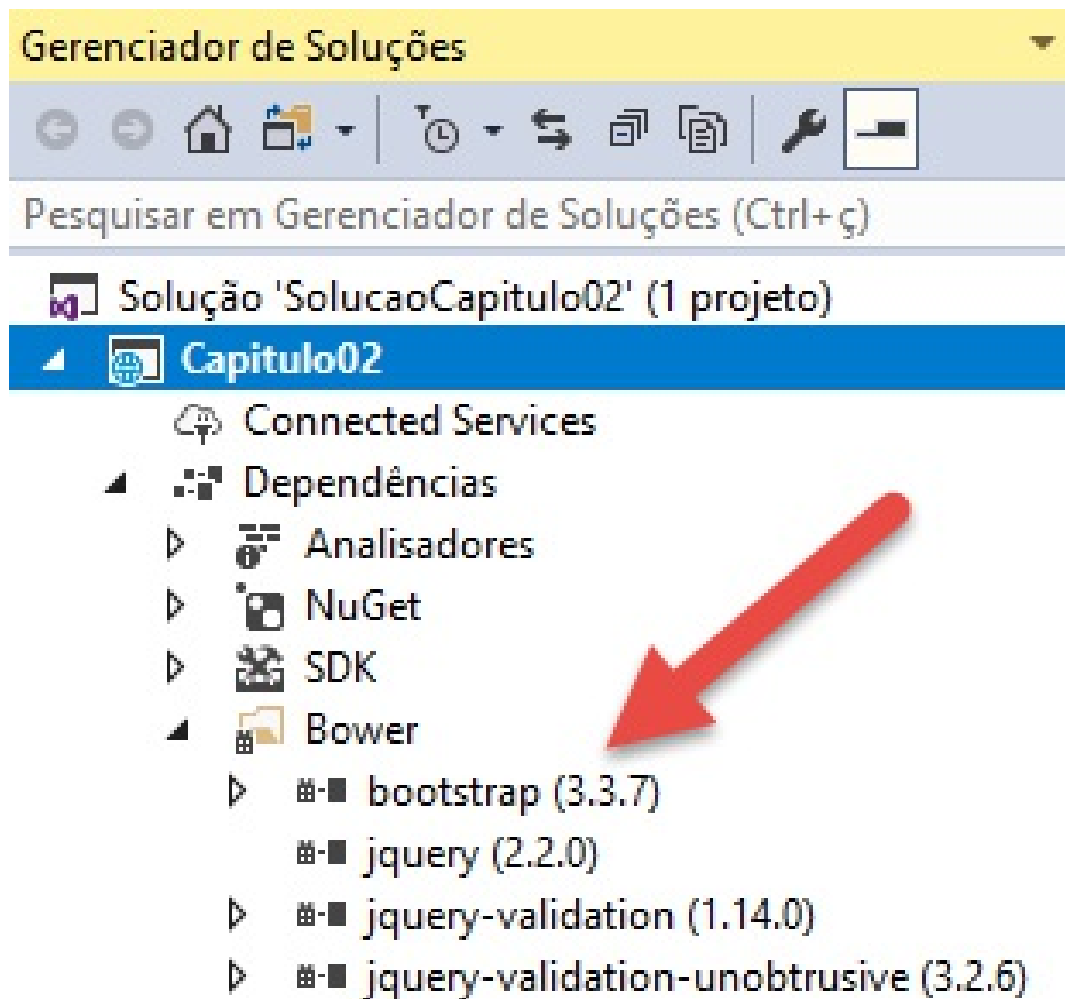 Gerenciador de Soluções
Pesquisar em Gerenciador de Soluções (Ctrl+ç)
Solução 'SolucaoCapitulo02' (1 projeto)
Capitulo02
Connected Services
Dependências
Analisadores
NuGet
SDK
Bower
bootstrap (3.3.7)
jquery (2.2.0)
jquery-validation (1.14.0)
jquery-validation-unobtrusive (3.2.6)